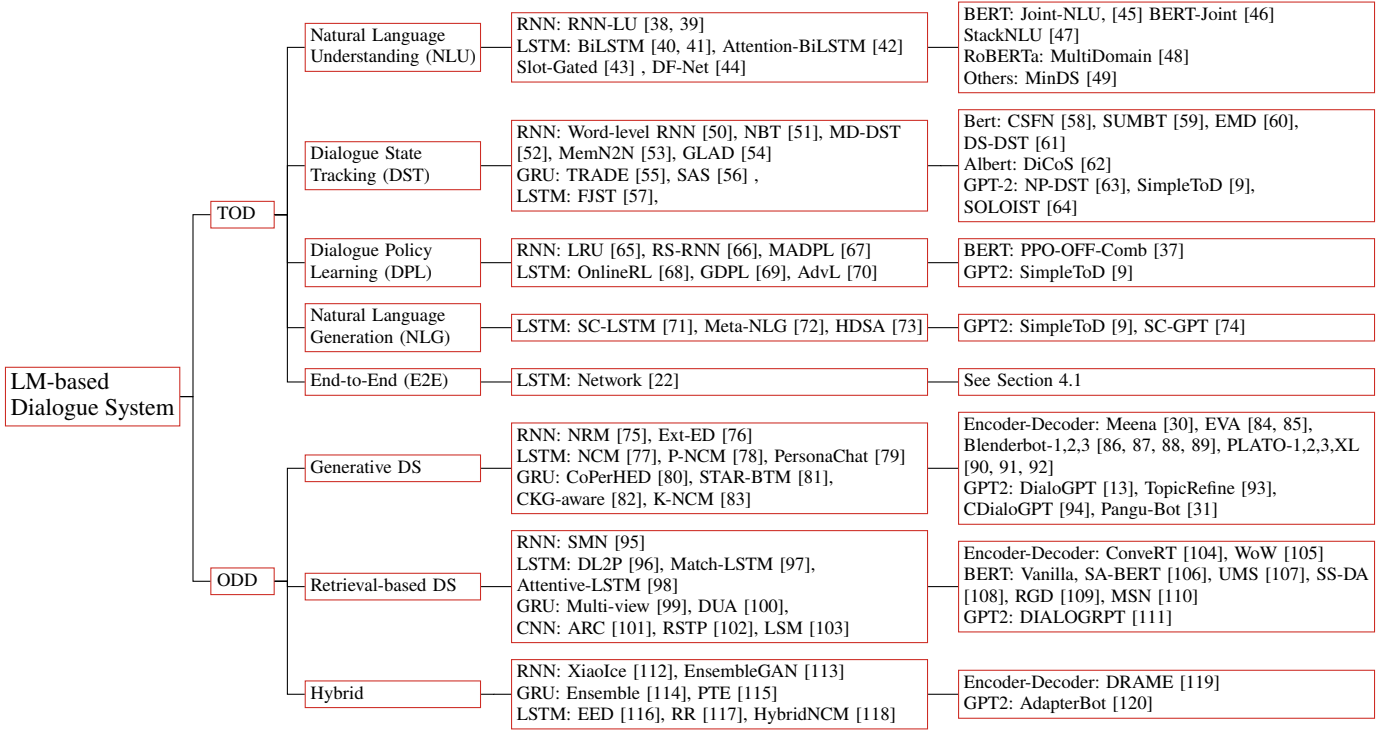 LM-based
Dialogue System
TOD
Natural Language
Understanding (NLU)
RNN: RNN-LU [38, 39]
LSTM: BiLSTM [40, 41], Attention-BiLSTM [42]
Slot-Gated [43] , DF-Net [44]
BERT: Joint-NLU, [45] BERT-Joint [46]
StackNLU [47]
RoBERTa: MultiDomain [48]
Others: MinDS [49]
Dialogue State
Tracking (DST)
RNN: Word-level RNN [50], NBT [51], MD-DST
[52], MemN2N [53], GLAD [54]
GRU: TRADE [55], SAS [56] ,
LSTM: FJST [57],
Bert: CSFN [58], SUMBT [59], EMD [60],
DS-DST [61]
Albert: DiCoS [62]
GPT-2: NP-DST [63], SimpleToD [9],
SOLOIST [64]
Dialogue Policy
Learning (DPL)
RNN: LRU [65], RS-RNN [66], MADPL [67]
LSTM: OnlineRL [68], GDPL [69], AdvL [70]
BERT: PPO-OFF-Comb [37]
GPT2: SimpleToD [9]
Natural Language
Generation (NLG)
LSTM: SC-LSTM [71], Meta-NLG [72], HDSA [73]
GPT2: SimpleToD [9], SC-GPT [74]
End-to-End (E2E)
LSTM: Network [22]
See Section 4.1
ODD
Generative DS
RNN: NRM [75], Ext-ED [76]
LSTM: NCM [77], P-NCM [78], PersonaChat [79]
GRU: CoPerHED [80], STAR-BTM [81],
CKG-aware [82], K-NCM [83]
Encoder-Decoder: Meena [30], EVA [84, 85],
Blenderbot-1,2,3 [86, 87, 88, 89], PLATO-1,2,3,XL
[90, 91, 92]
GPT2: DialoGPT [13], TopicRefine [93],
CDialoGPT [94], Pangu-Bot [31]
Retrieval-based DS
RNN: SMN [95]
LSTM: DL2P [96], Match-LSTM [97],
Attentive-LSTM [98]
GRU: Multi-view [99], DUA [100],
CNN: ARC [101], RSTP [102], LSM [103]
Encoder-Decoder: ConveRT [104], WoW [105]
BERT: Vanilla, SA-BERT [106], UMS [107], SS-DA
[108], RGD [109], MSN [110]
GPT2: DIALOGRPT [111]
Hybrid
RNN: XiaoIce [112], EnsembleGAN [113]
GRU: Ensemble [114], PTE [115]
LSTM: EED [116], RR [117], HybridNCM [118]
Encoder-Decoder: DRAME [119]
GPT2: AdapterBot [120]